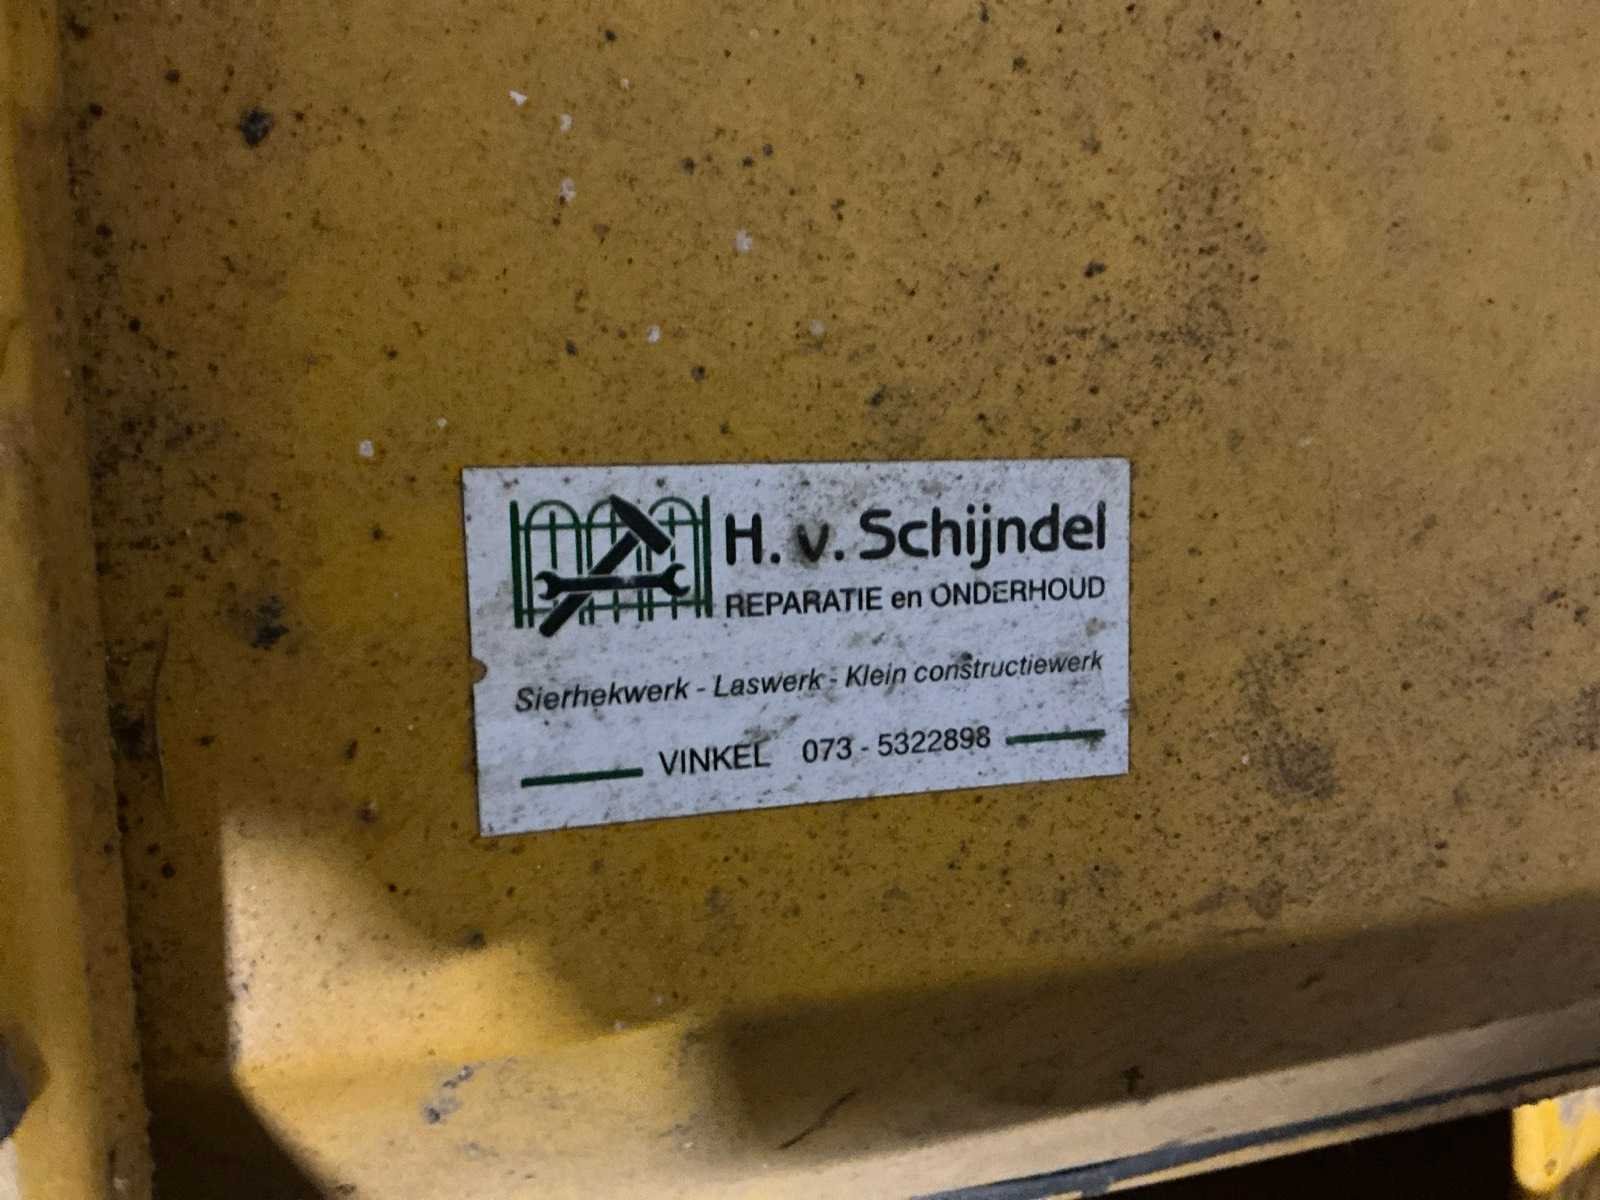 H. v. Schijndel
REPARATIE en ONDERHOUD
Sierhekwerk - Laswerk - Klein constructiewerk
VINKEL 073 - 5322898